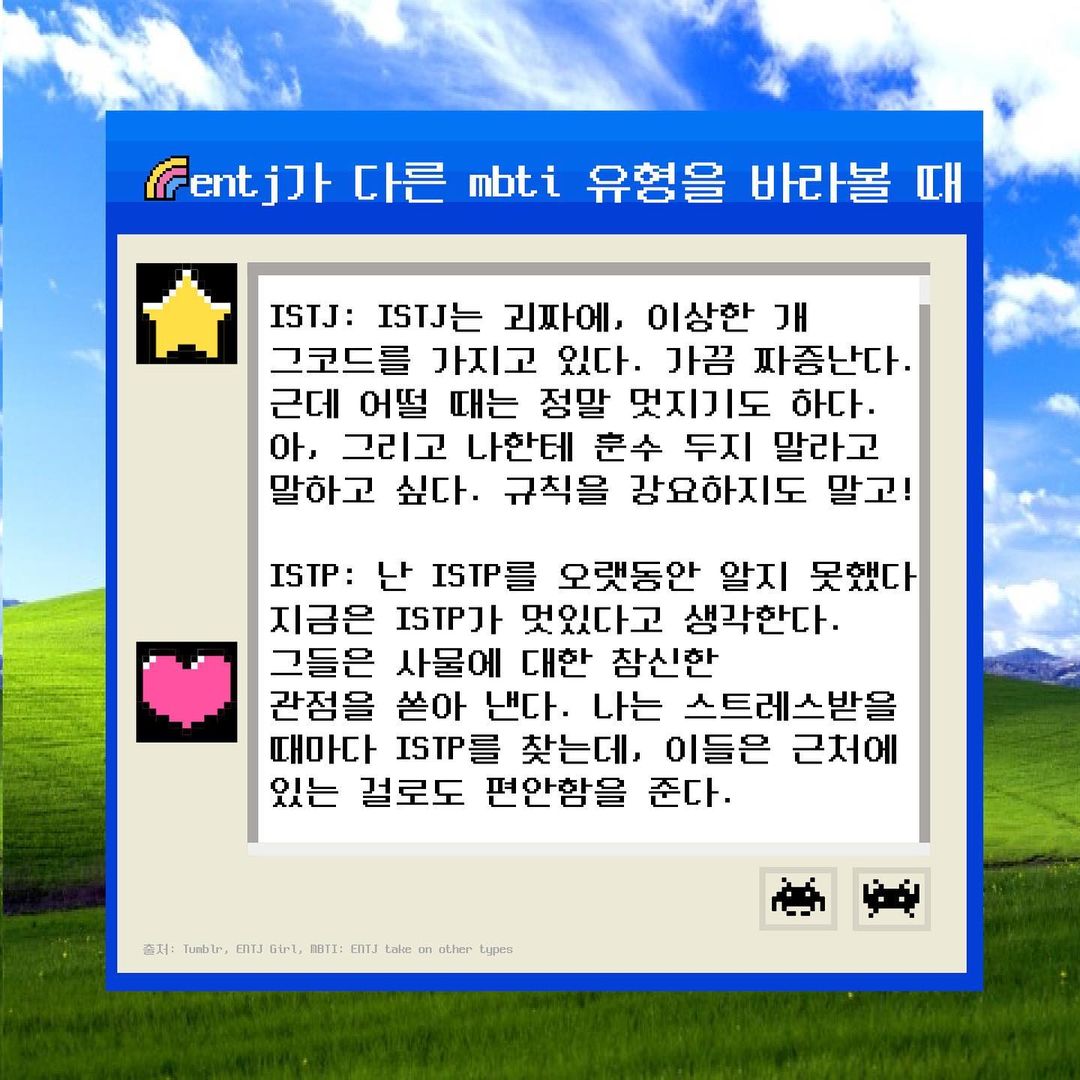 entj가 다른 mbti 유형을 바라볼 때
ISTJ: ISTJ는 괴짜에, 이상한 개
그코드를 가지고 있다. 가끔 짜증난다.
근데 어떨 때는 정말 멋지기도 하다.
아, 그리고 나한테 훈수 두지 말라고
말하고 싶다. 규칙을 강요하지도 말고!
ISTP: 난 ISTP를 오랫동안 알지 못했다
지금은 ISTP가 멋있다고 생각한다.
그들은 사물에 대한 참신한
관점을 쏟아 낸다. 나는 스트레스받을
때마다 ISTP를 찾는데, 이들은 근처에
있는 걸로도 편안함을 준다.
출처: Tumblr, ENTJ Girl, MBTI: ENTJ take on other types